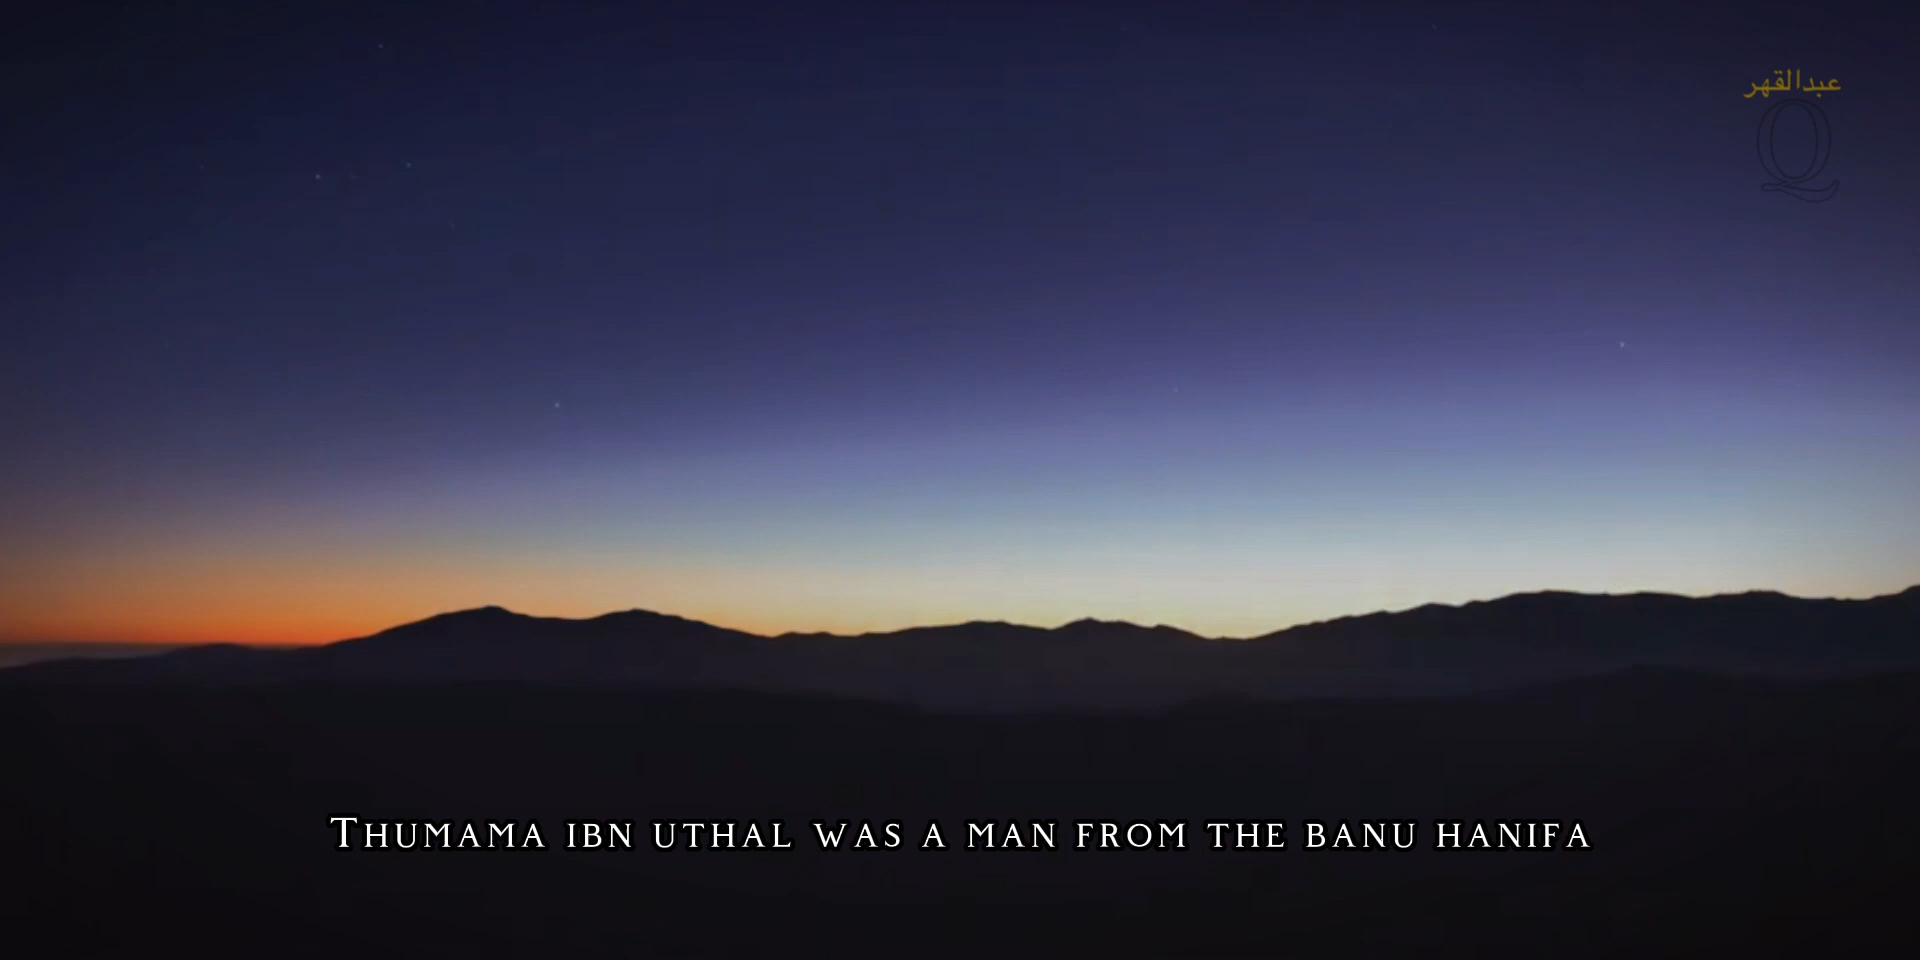 عبدالقهر
Q
Thumama ibn uthal was a man from the banu hanifa